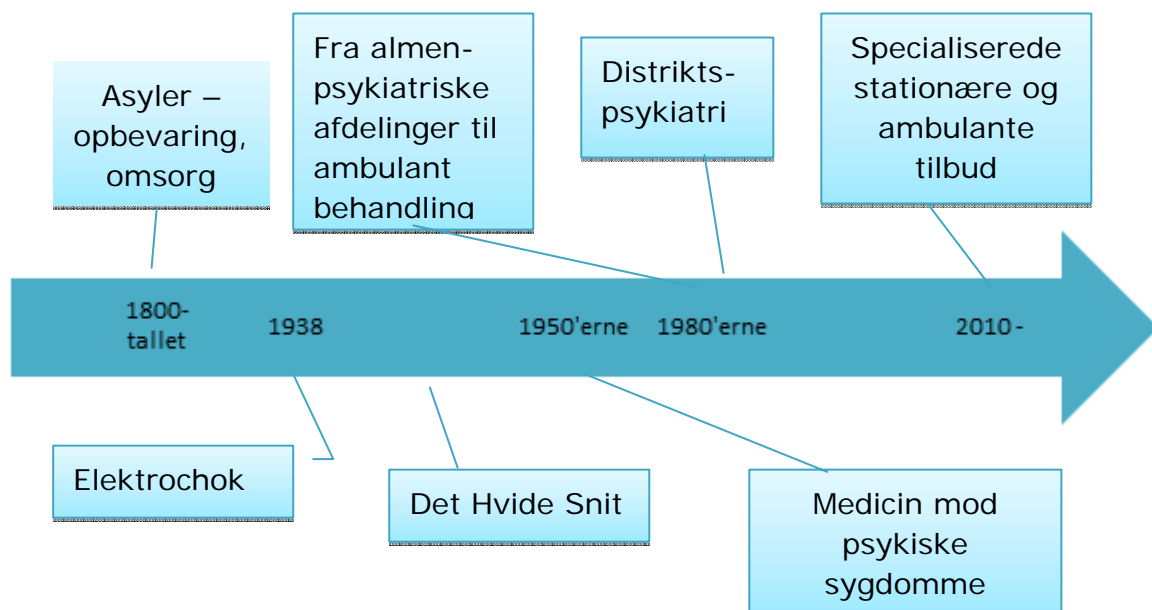 Asyler –
opbevaring,
omsorg
Fra almen-
psykiatriske
afdelinger til
ambulant
behandling
Distrikts-
psykiatri
Specialiserede
stationære og
ambulante
tilbud
1800-
tallet
1938
1950'erne
1980'erne
2010 -
Elektrochok
Det Hvide Snit
Medicin mod
psykiske
sygdomme